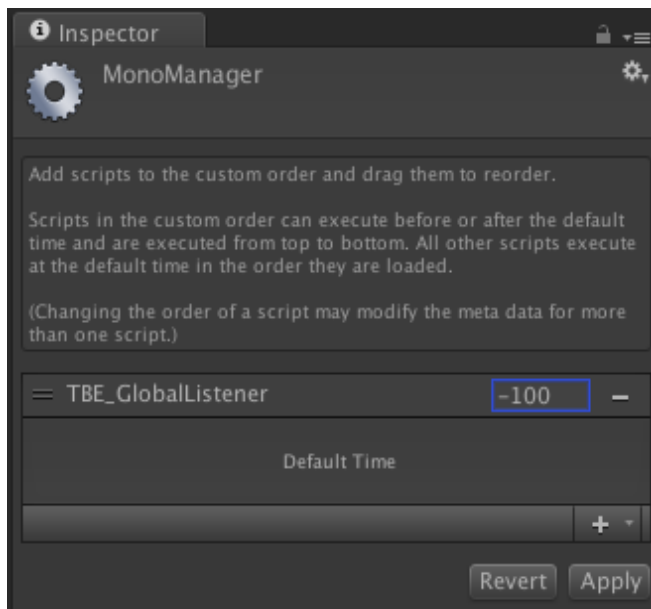 Inspector
MonoManager
Add scripts to the custom order and drag them to reorder.
Scripts in the custom order can execute before or after the default
time and are executed from top to bottom. All other scripts execute
at the default time in the order they are loaded.
(Changing the order of a script may modify the meta data for more
than one script.)
TBE_GlobalListener -100
Default Time
Revert Apply